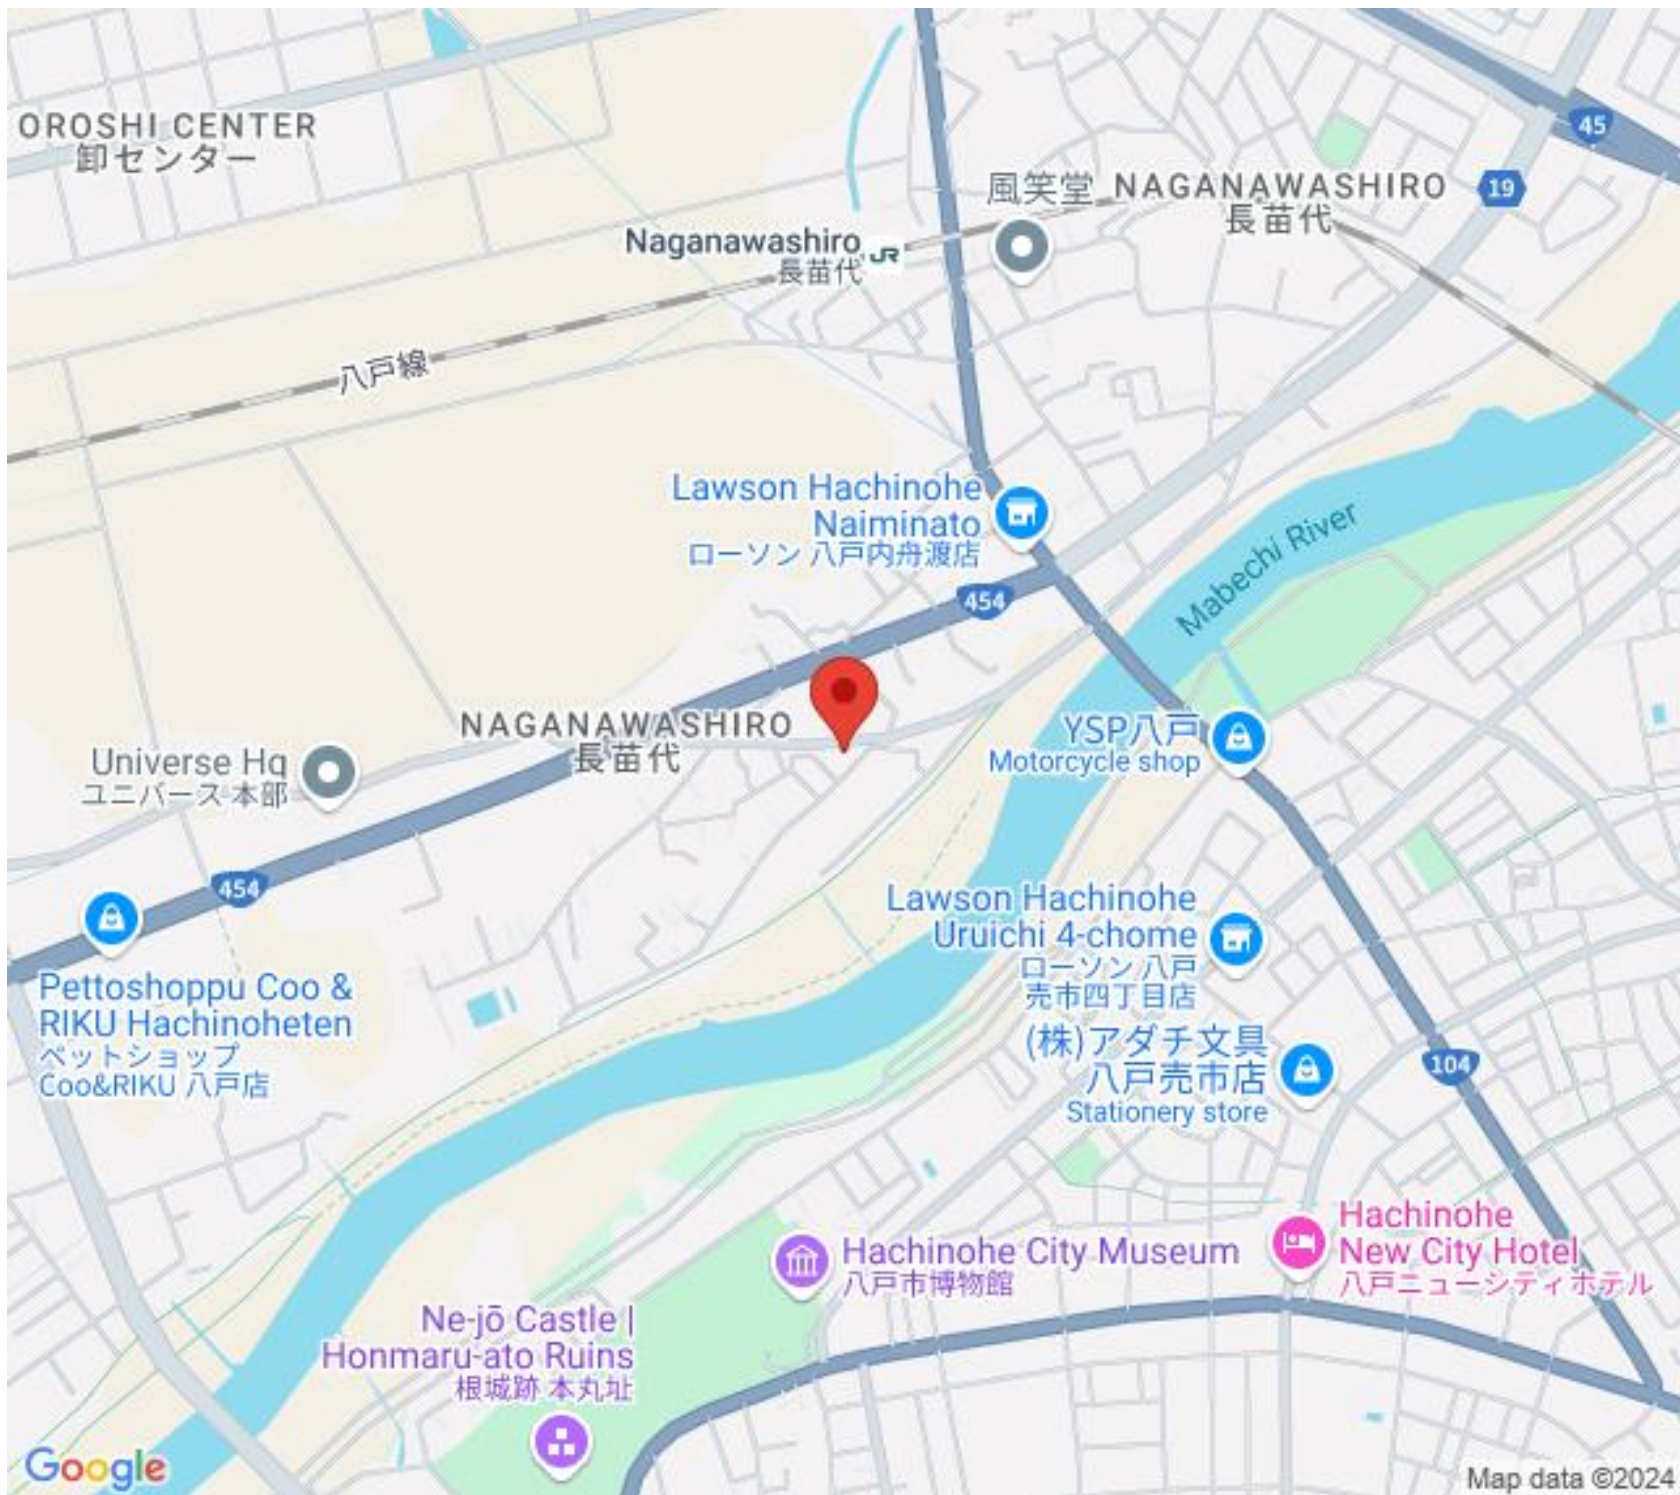 OROSHI CENTER
卸センター
45
風笑堂
NAGANAWASHIRO
長苗代
19
Naganawashiro
長苗代
JR
八戸線
Lawson Hachinohe
Naiminato
ローソン 八戸内舟渡店
454
Mabechi River
NAGANAWASHIRO
長苗代
YSP八戸
Motorcycle shop
Universe Hq
ユニバース 本部
454
Lawson Hachinohe
Uruichi 4-chome
ローソン 八戸
売市四丁目店
Pettoshoppu Coo &
RIKU Hachinoheten
ペットショップ
Coo&RIKU 八戸店
(株)アダチ文具
八戸売市店
Stationery store
104
Hachinohe
New City Hotel
八戸ニューシティホテル
Hachinohe City Museum
八戸市博物館
Ne-jō Castle |
Honmaru-ato Ruins
根城跡 本丸址
Google
Map data ©2024